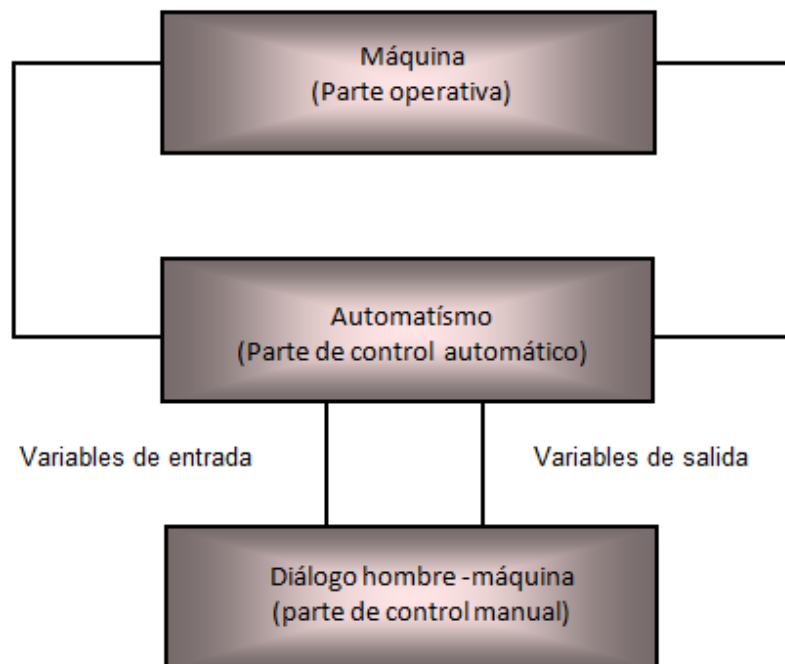 Máquina
(Parte operativa)
Automatísmo
(Parte de control automático)
Variables de entrada
Variables de salida
Diálogo hombre -máquina
(parte de control manual)